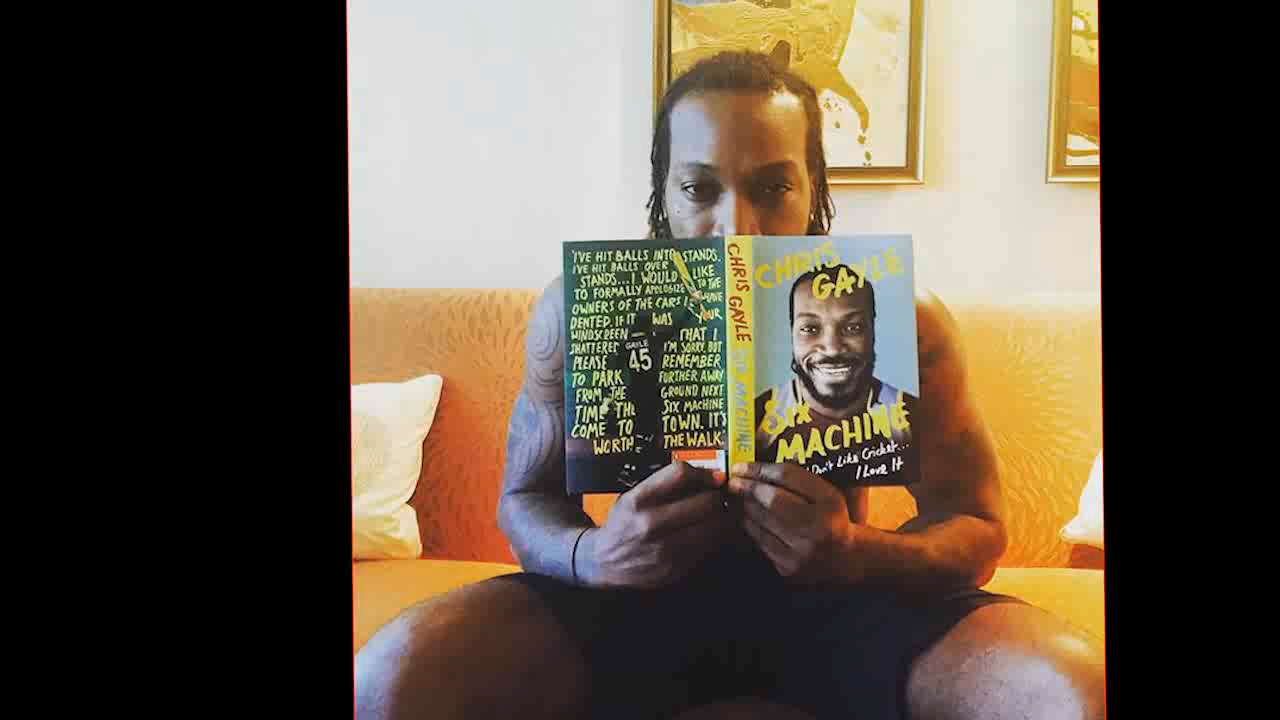 'I'VE HIT BALLS INTO STANDS.
I'VE HIT BALLS OVER
STANDS... I WOULD LIKE
TO FORMALLY APOLOGIZE TO THE
OWNERS OF THE CARS I HAVE
DENTED. IF IT WAS YOUR
WINDSCREEN THAT I
SHATTERED I'M SORRY, BUT
PLEASE REMEMBER
TO PARK FURTHER AWAY
FROM THE GROUND NEXT
TIME THE SIX MACHINE
COME TO TOWN. IT'S
WORTH THE WALK.
GAYLE
45
CHRIS GAYLE SIX MACHINE
CHRIS
GAYLE
SIX
MACHINE
I Don't Like Cricket...
I Love It